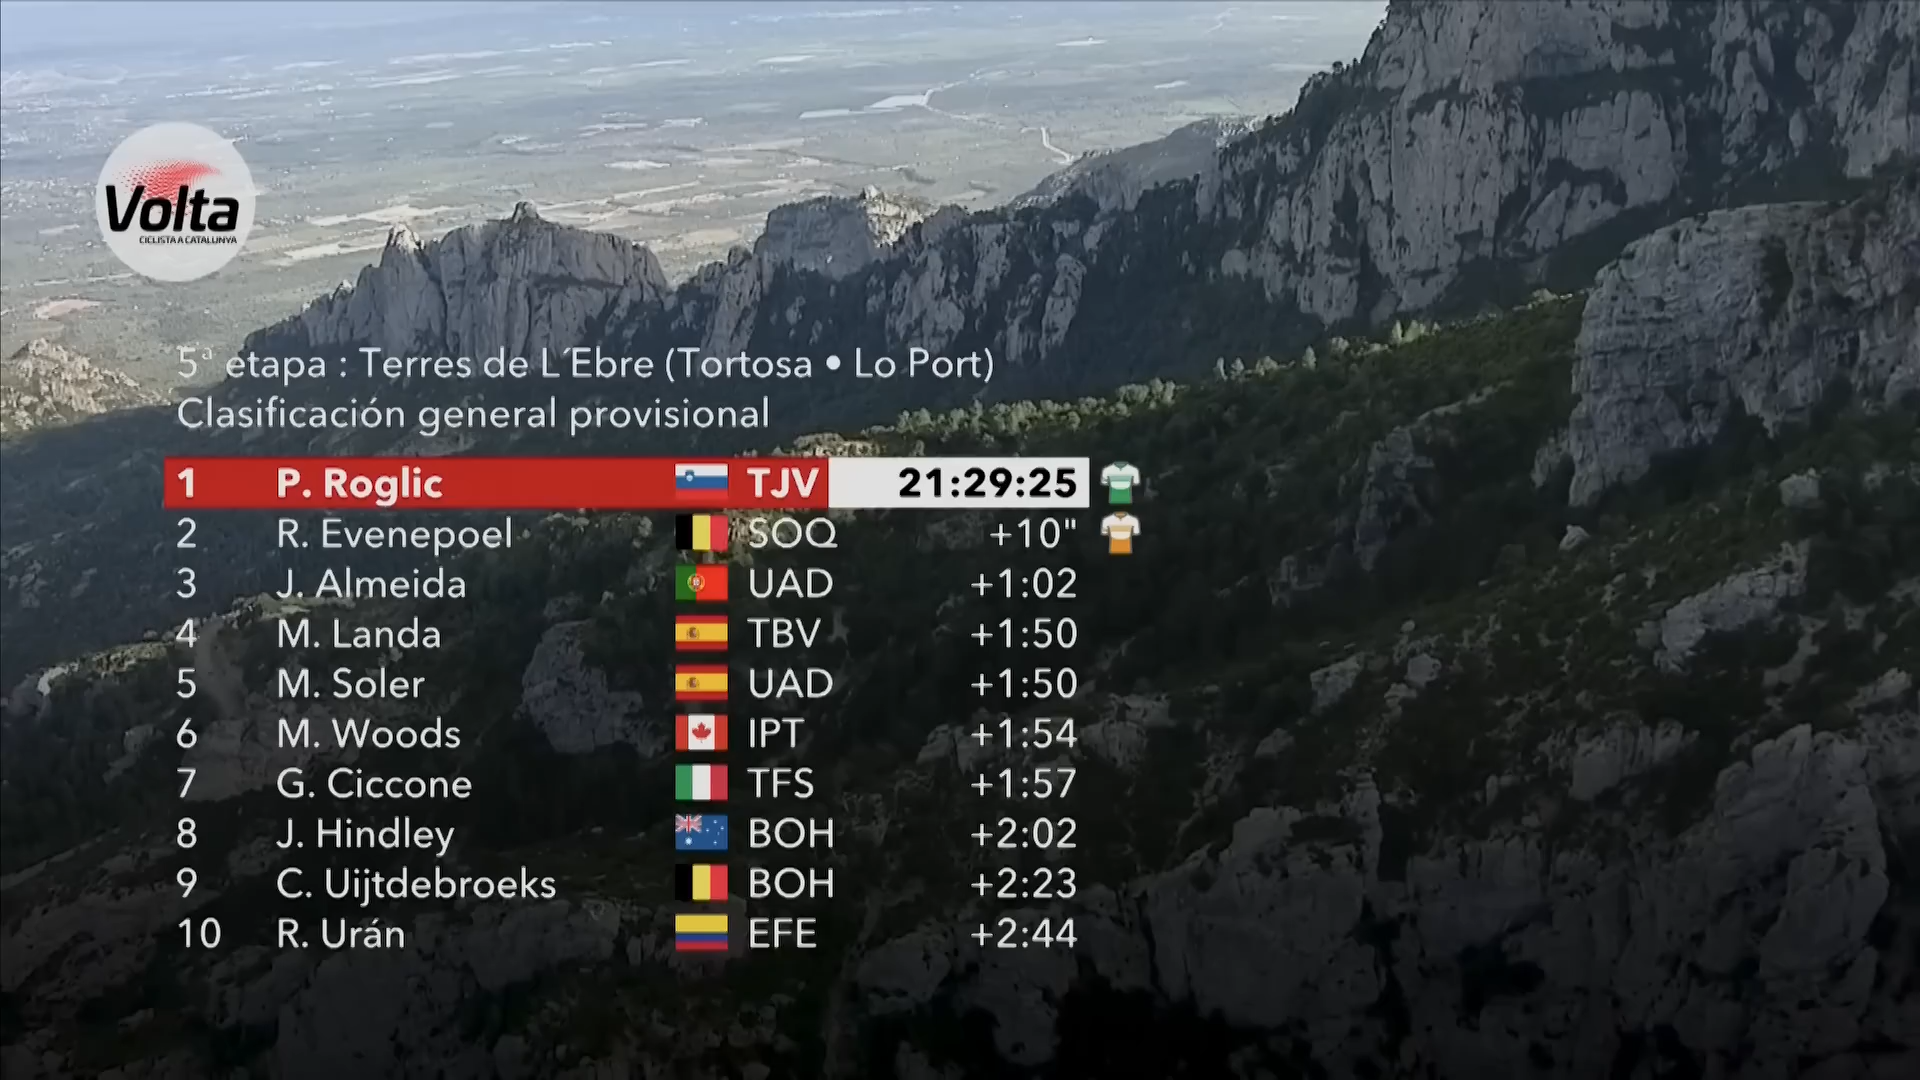 Volta
CICLISTA A CATALUNYA
5ª etapa : Terres de L´Ebre (Tortosa • Lo Port)
Clasificación general provisional
1 P. Roglic TJV 21:29:25
2 R. Evenepoel SOQ +10"
3 J. Almeida UAD +1:02
4 M. Landa TBV +1:50
5 M. Soler UAD +1:50
6 M. Woods IPT +1:54
7 G. Ciccone TFS +1:57
8 J. Hindley BOH +2:02
9 C. Uijtdebroeks BOH +2:23
10 R. Urán EFE +2:44